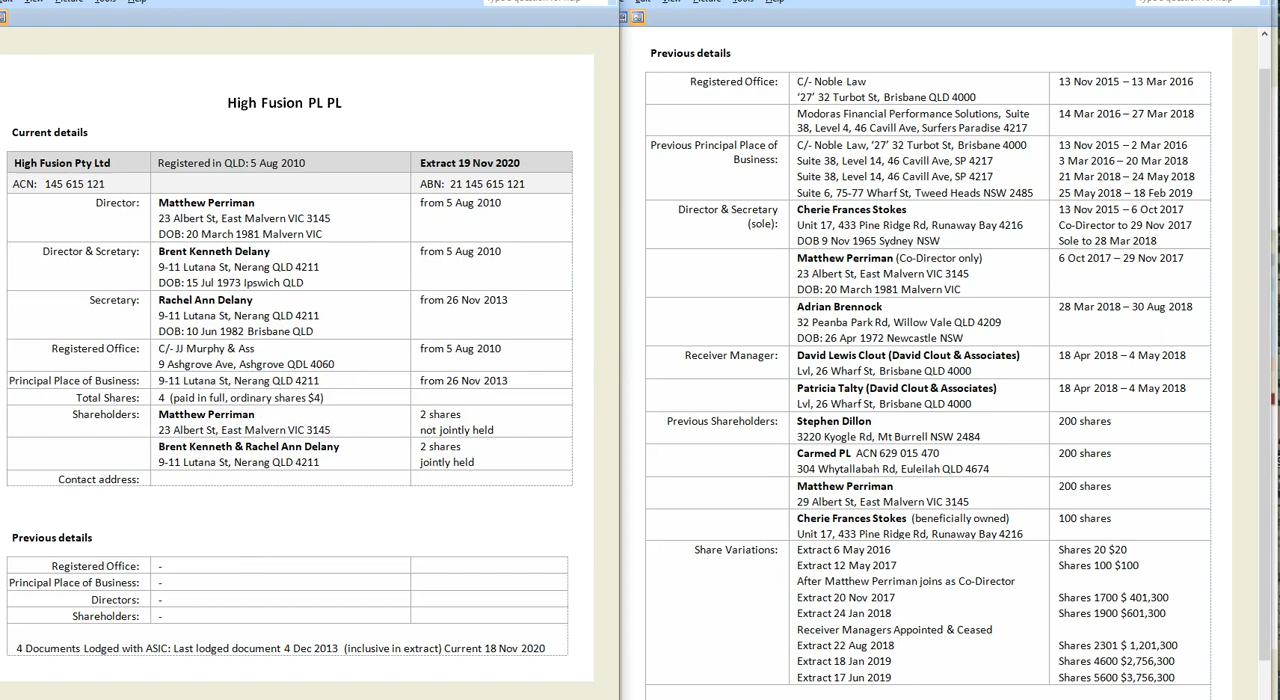 High Fusion PL PL
Current details
High Fusion Pty Ltd Registered in QLD: 5 Aug 2010 Extract 19 Nov 2020
ACN: 145 615 121 ABN: 21 145 615 121
Director: Matthew Perriman from 5 Aug 2010
23 Albert St, East Malvern VIC 3145
DOB: 20 March 1981 Malvern VIC
Director & Sretary: Brent Kenneth Delany from 5 Aug 2010
9-11 Lutana St, Nerang QLD 4211
DOB: 15 Jul 1973 Ipswich QLD
Secretary: Rachel Ann Delany from 26 Nov 2013
9-11 Lutana St, Nerang QLD 4211
DOB: 10 Jun 1982 Brisbane QLD
Registered Office: C/- JJ Murphy & Ass from 5 Aug 2010
9 Ashgrove Ave, Ashgrove QDL 4060
Principal Place of Business: 9-11 Lutana St, Nerang QLD 4211 from 26 Nov 2013
Total Shares: 4 (paid in full, ordinary shares $4)
Shareholders: Matthew Perriman 2 shares
23 Albert St, East Malvern VIC 3145 not jointly held
Brent Kenneth & Rachel Ann Delany 2 shares
9-11 Lutana St, Nerang QLD 4211 jointly held
Contact address:
Previous details
Registered Office: -
Principal Place of Business: -
Directors: -
Shareholders: -
4 Documents Lodged with ASIC: Last lodged document 4 Dec 2013 (inclusive in extract) Current 18 Nov 2020
Previous details
Registered Office: C/- Noble Law 13 Nov 2015 – 13 Mar 2016
‘27’ 32 Turbot St, Brisbane QLD 4000
Modoras Financial Performance Solutions, Suite 14 Mar 2016 – 27 Mar 2018
38, Level 4, 46 Cavill Ave, Surfers Paradise 4217
Previous Principal Place of C/- Noble Law, ‘27’ 32 Turbot St, Brisbane 4000 13 Nov 2015 – 2 Mar 2016
Business: Suite 38, Level 14, 46 Cavill Ave, SP 4217 3 Mar 2016 – 20 Mar 2018
Suite 38, Level 14, 46 Cavill Ave, SP 4217 21 Mar 2018 – 24 May 2018
Suite 6, 75-77 Wharf St, Tweed Heads NSW 2485 25 May 2018 – 18 Feb 2019
Director & Secretary Cherie Frances Stokes 13 Nov 2015 – 6 Oct 2017
(sole): Unit 17, 433 Pine Ridge Rd, Runaway Bay 4216 Co-Director to 29 Nov 2017
DOB 9 Nov 1965 Sydney NSW Sole to 28 Mar 2018
Matthew Perriman (Co-Director only) 6 Oct 2017 – 29 Nov 2017
23 Albert St, East Malvern VIC 3145
DOB: 20 March 1981 Malvern VIC
Adrian Brennock 28 Mar 2018 – 30 Aug 2018
32 Peanba Park Rd, Willow Vale QLD 4209
DOB: 26 Apr 1972 Newcastle NSW
Receiver Manager: David Lewis Clout (David Clout & Associates) 18 Apr 2018 – 4 May 2018
Lvl, 26 Wharf St, Brisbane QLD 4000
Patricia Talty (David Clout & Associates) 18 Apr 2018 – 4 May 2018
Lvl, 26 Wharf St, Brisbane QLD 4000
Previous Shareholders: Stephen Dillon 200 shares
3220 Kyogle Rd, Mt Burrell NSW 2484
Carmed PL ACN 629 015 470 200 shares
304 Whytallabah Rd, Euleilah QLD 4674
Matthew Perriman 200 shares
29 Albert St, East Malvern VIC 3145
Cherie Frances Stokes (beneficially owned) 100 shares
Unit 17, 433 Pine Ridge Rd, Runaway Bay 4216
Share Variations: Extract 6 May 2016 Shares 20 $20
Extract 12 May 2017 Shares 100 $100
After Matthew Perriman joins as Co-Director
Extract 20 Nov 2017 Shares 1700 $ 401,300
Extract 24 Jan 2018 Shares 1900 $601,300
Receiver Managers Appointed & Ceased
Extract 22 Aug 2018 Shares 2301 $ 1,201,300
Extract 18 Jan 2019 Shares 4600 $2,756,300
Extract 17 Jun 2019 Shares 5600 $3,756,300